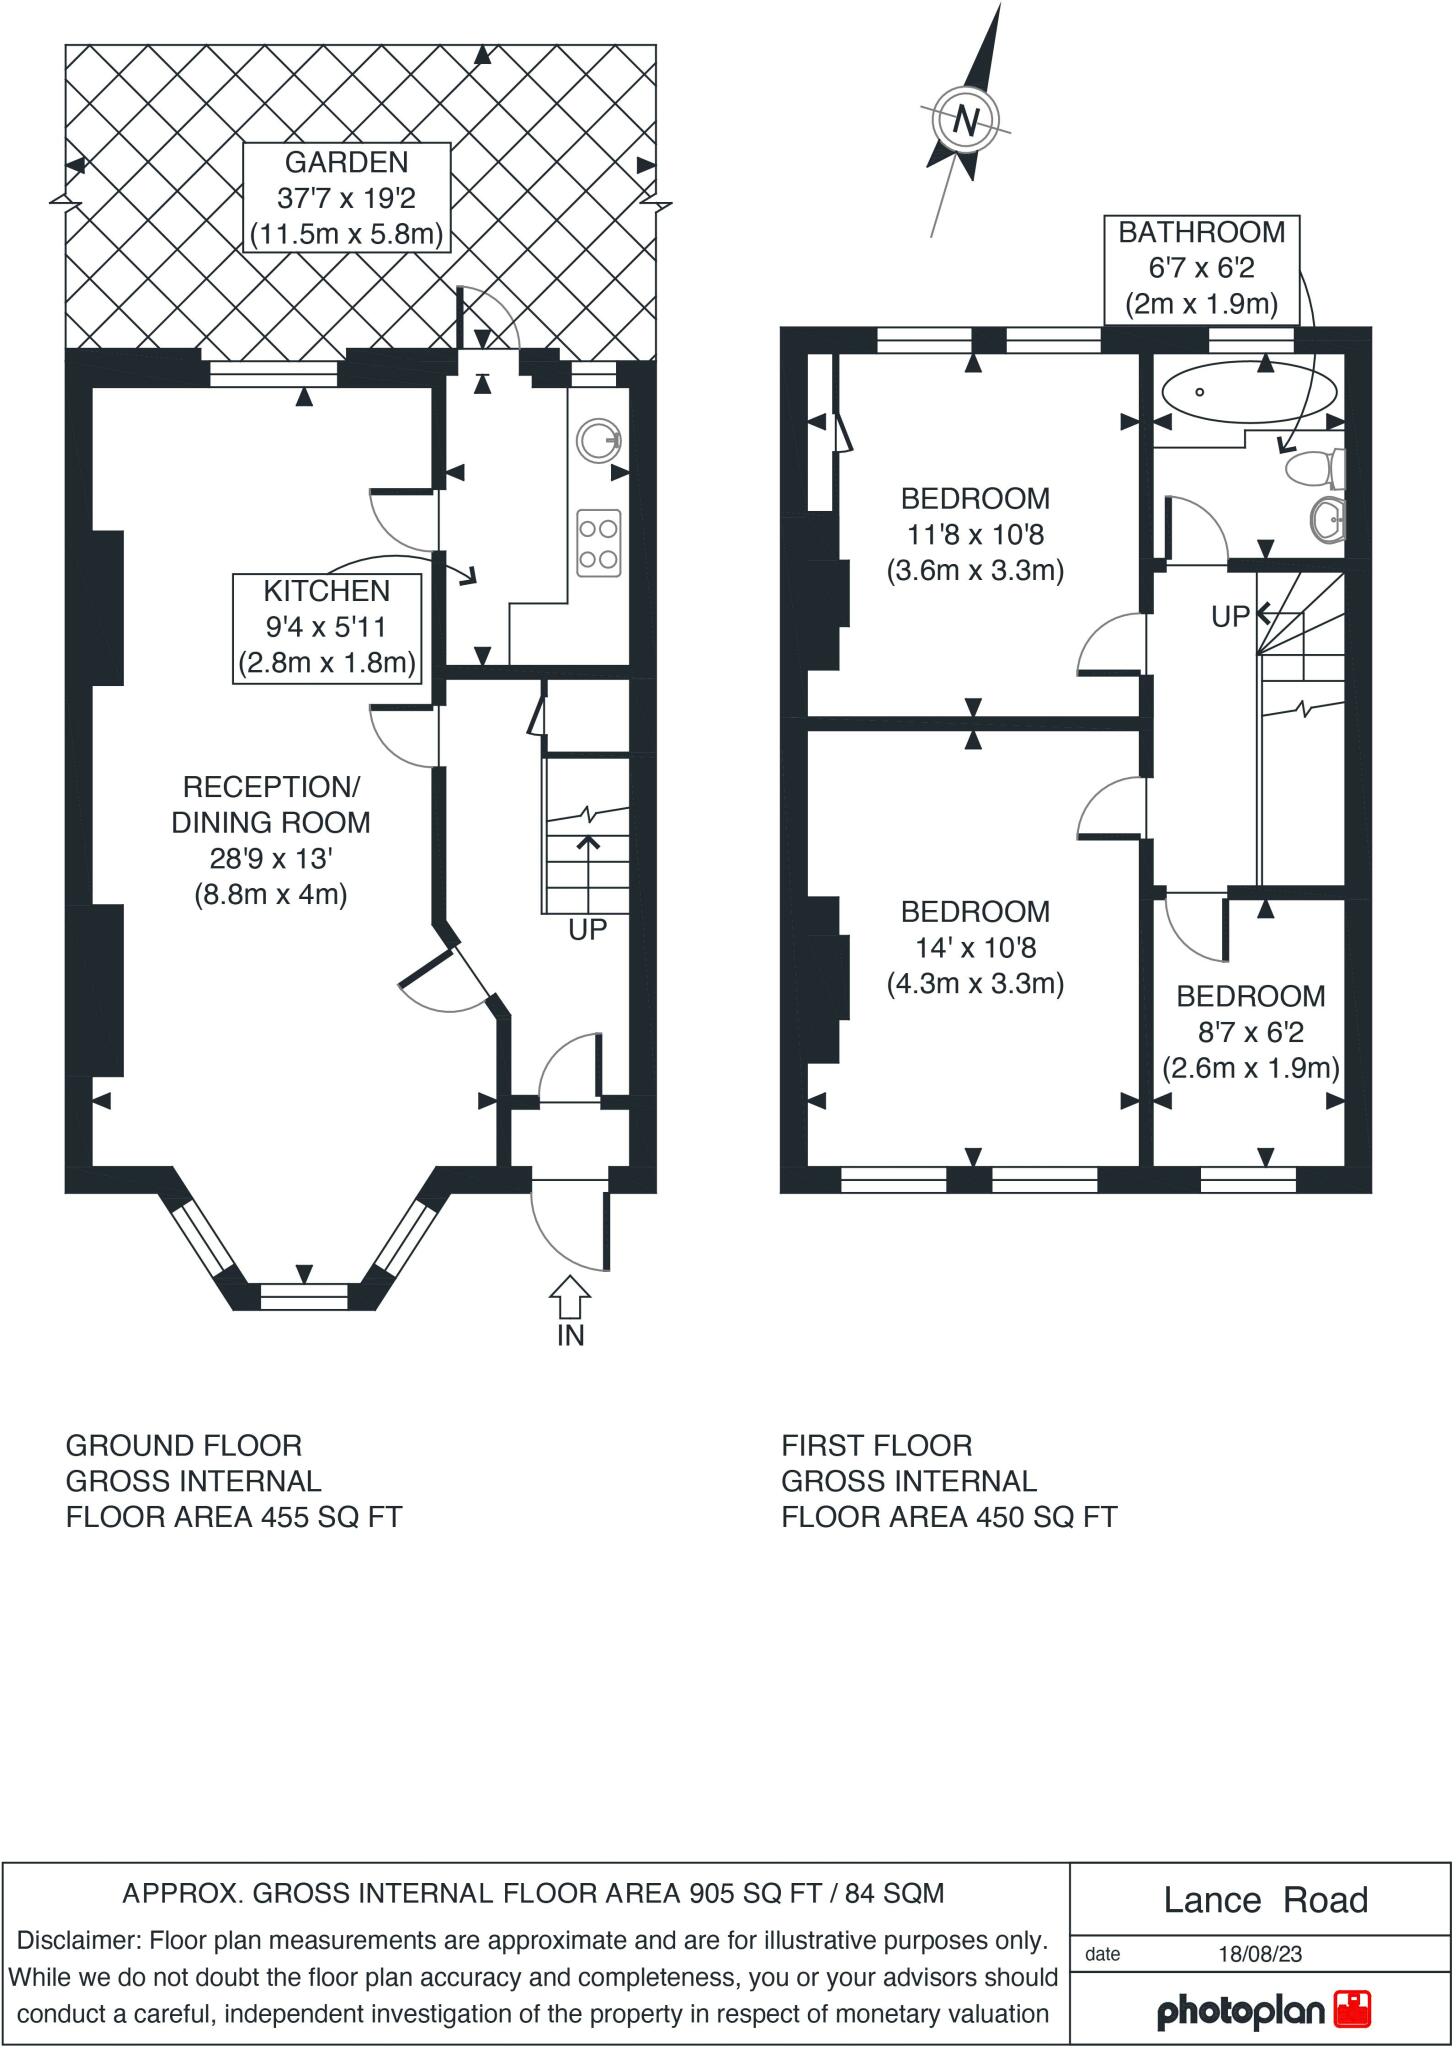 N
GARDEN
37'7 x 19'2
(11.5m x 5.8m)
BATHROOM
6'7 x 6'2
(2m x 1.9m)
KITCHEN
9'4 x 5'11
(2.8m x 1.8m)
BEDROOM
11'8 x 10'8
(3.6m x 3.3m)
UP
RECEPTION/
DINING ROOM
28'9 x 13'
(8.8m x 4m)
UP
BEDROOM
14' x 10'8
(4.3m x 3.3m)
BEDROOM
8'7 x 6'2
(2.6m x 1.9m)
IN
GROUND FLOOR
GROSS INTERNAL
FLOOR AREA 455 SQ FT
FIRST FLOOR
GROSS INTERNAL
FLOOR AREA 450 SQ FT
APPROX. GROSS INTERNAL FLOOR AREA 905 SQ FT / 84 SQM
Disclaimer: Floor plan measurements are approximate and are for illustrative purposes only.
While we do not doubt the floor plan accuracy and completeness, you or your advisors should
conduct a careful, independent investigation of the property in respect of monetary valuation
Lance Road
date 18/08/23
photoplan